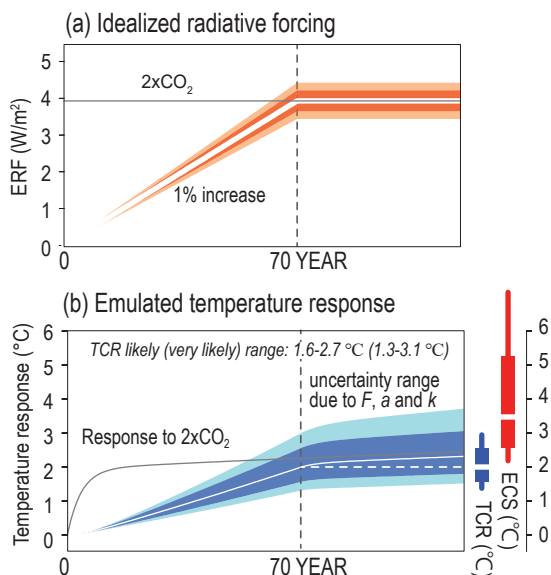 (a) Idealized radiative forcing
5
4
3
2
1
0
ERF (W/m²)
2xCO₂
1% increase
0
70 YEAR
(b) Emulated temperature response
6
5
4
3
2
1
0
Temperature response (°C)
TCR likely (very likely) range: 1.6-2.7 °C (1.3-3.1 °C)
uncertainty range
due to F, a and k
Response to 2xCO₂
0
70 YEAR
TCR (°C)
ECS (°C)
6
5
4
3
2
1
0